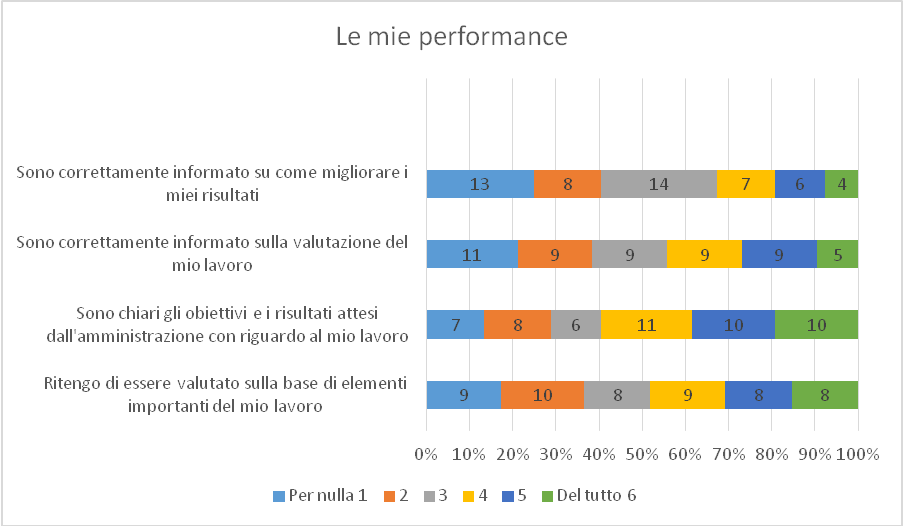 Le mie performance
Sono correttamente informato su come migliorare i
miei risultati
13 8 14 7 6 4
Sono correttamente informato sulla valutazione del
mio lavoro
11 9 9 9 9 5
Sono chiari gli obiettivi e i risultati attesi
dall'amministrazione con riguardo al mio lavoro
7 8 6 11 10 10
Ritengo di essere valutato sulla base di elementi
importanti del mio lavoro
9 10 8 9 8 8
0% 10% 20% 30% 40% 50% 60% 70% 80% 90% 100%
Per nulla 1 2 3 4 5 Del tutto 6